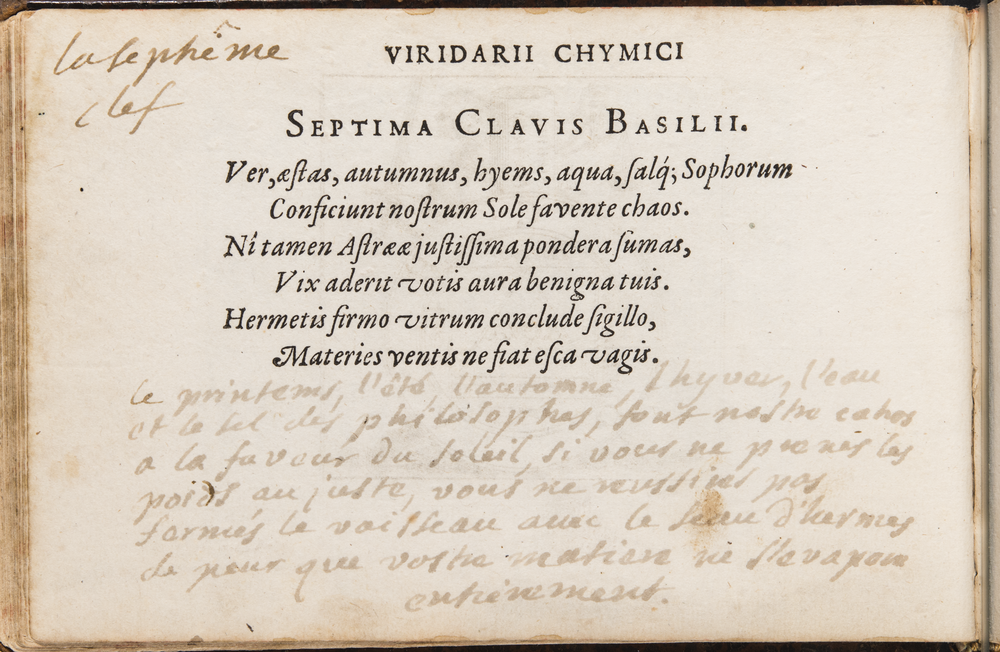 la sephême
clef
VIRIDARII CHYMICI
SEPTIMA CLAVIS BASILII.
Ver, æſtas, autumnus, hyems, aqua, ſalq́; Sophorum
Conficiunt noſtrum Sole favente chaos.
Nî tamen Aſtrææ juſtiſſima pondera ſumas,
Vix aderit votis aura benigna tuis.
Hermetis firmo vitrum conclude ſigillo,
Materies ventis ne fiat eſca vagis.
le printems, l'été, l'automne, l'hyver, l'eau
et le sel des philosophes, font nostre cahos
a la faveur du soleil, si vous ne prenés les
poids au juste, vous ne reussirés pas
fermés le vaisseau avec le seau d'hermes
de peur que vostre matiere ne s'evapore
entierement.